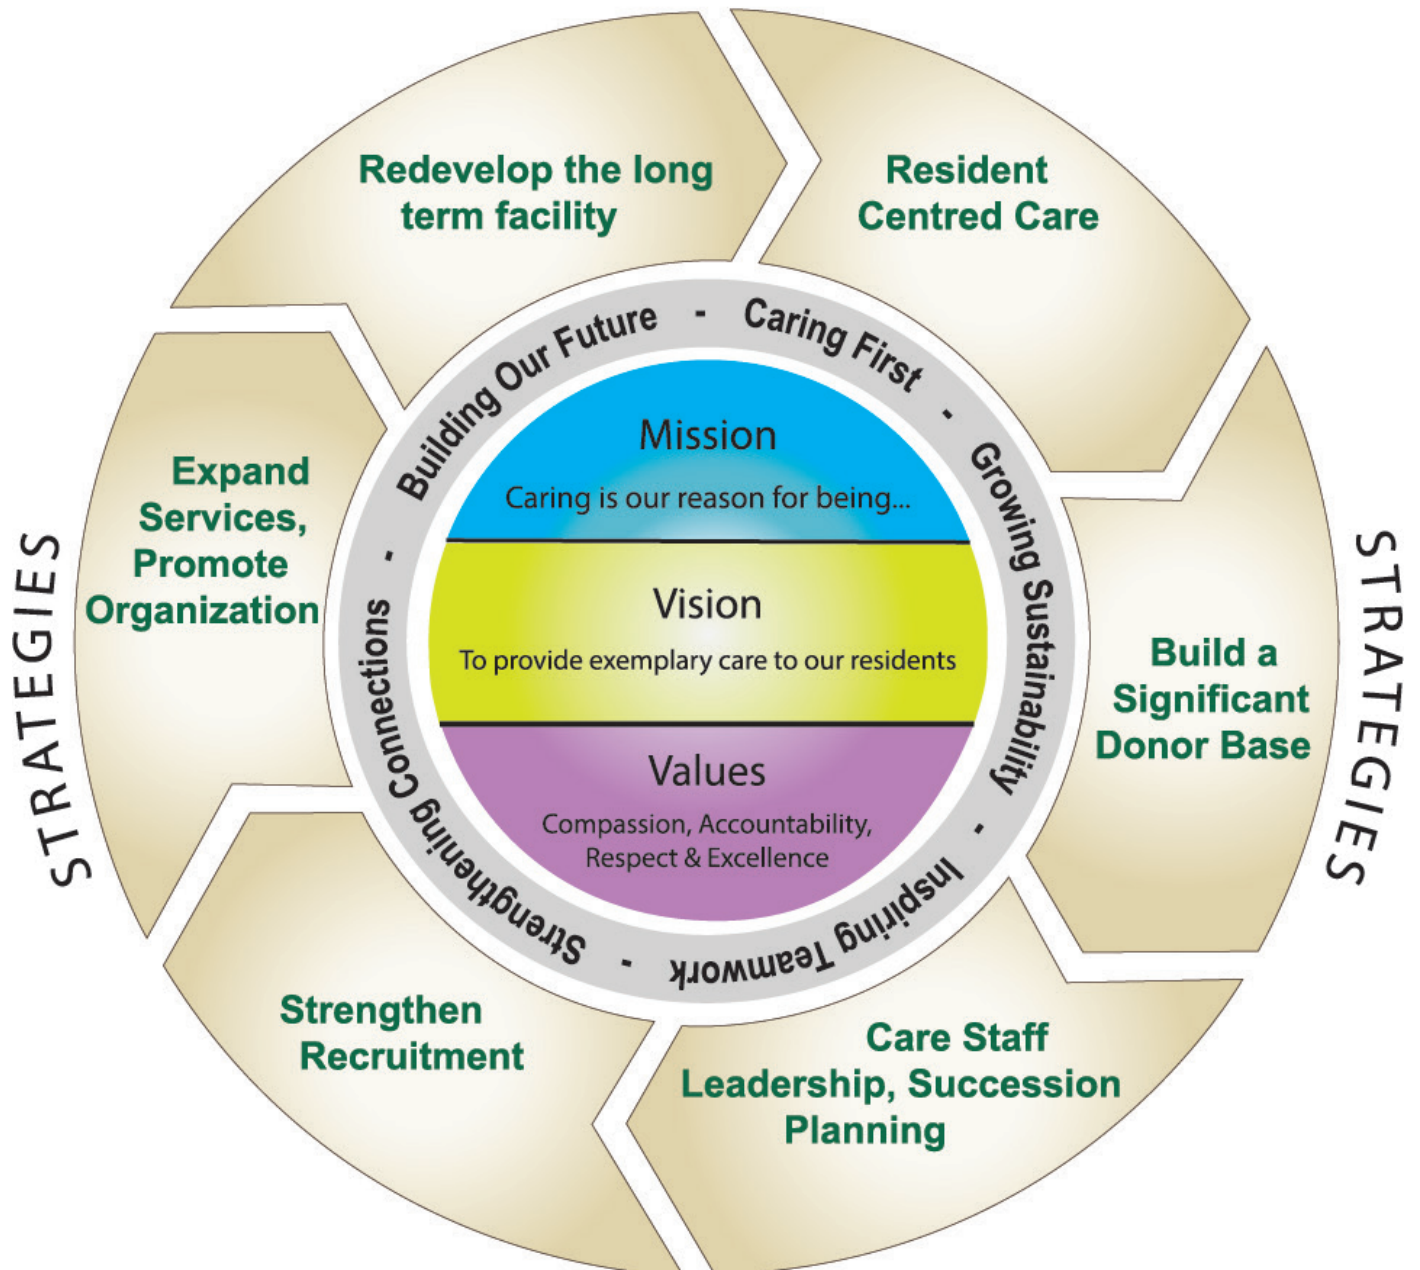 Redevelop the long
term facility
Resident
Centred Care
Expand
Services,
Promote
Organization
Build a
Significant
Donor Base
Strengthen
Recruitment
Care Staff
Leadership, Succession
Planning
STRATEGIES
STRATEGIES
Building Our Future - Caring First - Growing Sustainability - Inspiring Teamwork - Strengthening Connections -
Mission
Caring is our reason for being...
Vision
To provide exemplary care to our residents
Values
Compassion, Accountability,
Respect & Excellence